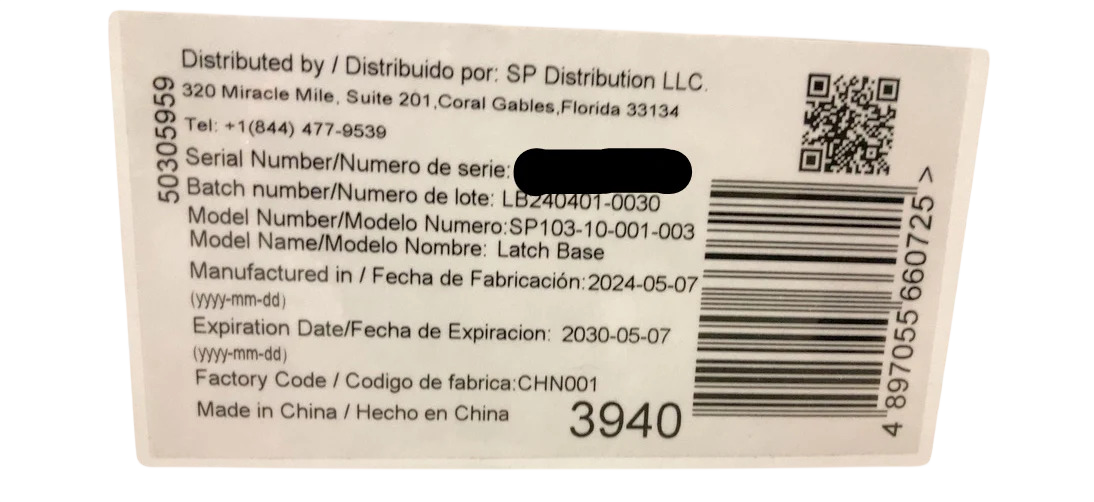 Distributed by / Distribuido por: SP Distribution LLC.
320 Miracle Mile, Suite 201,Coral Gables,Florida 33134
Tel: +1(844) 477-9539
Serial Number/Numero de serie:
Batch number/Numero de lote: LB240401-0030
Model Number/Modelo Numero:SP103-10-001-003
Model Name/Modelo Nombre: Latch Base
Manufactured in / Fecha de Fabricación:2024-05-07
(yyyy-mm-dd)
Expiration Date/Fecha de Expiracion: 2030-05-07
(yyyy-mm-dd)
Factory Code / Codigo de fabrica:CHN001
Made in China / Hecho en China
3940
50305959
4 897055 660725 >